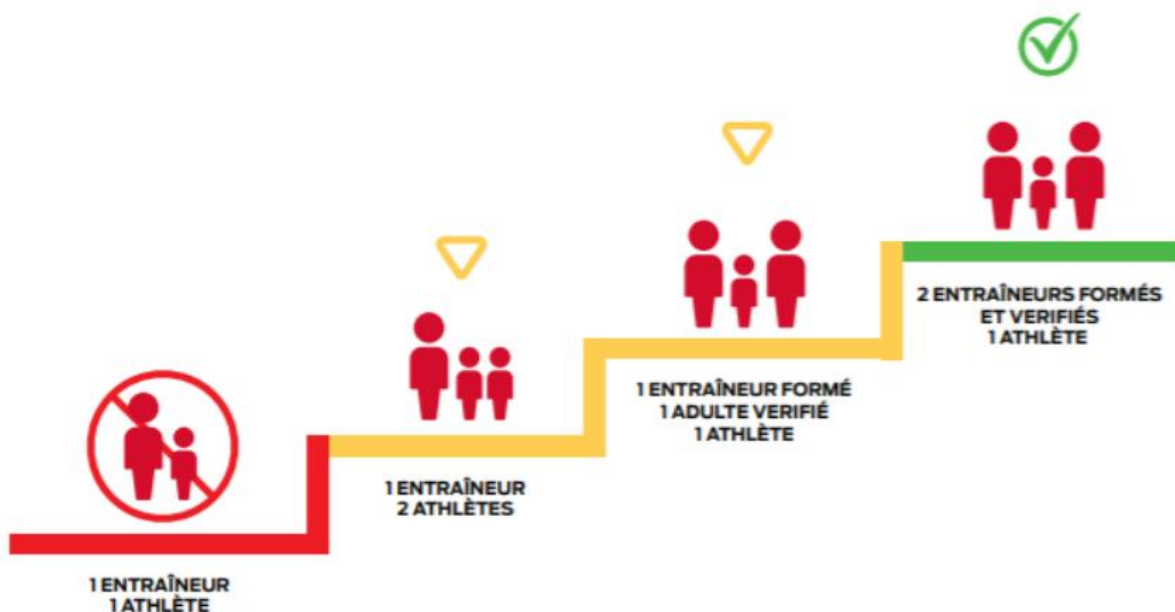 2 ENTRAÎNEURS FORMÉS
ET VERIFIÉS
1 ATHLÈTE
1 ENTRAÎNEUR FORMÉ
1 ADULTE VERIFIÉ
1 ATHLÈTE
1 ENTRAÎNEUR
2 ATHLÈTES
1 ENTRAÎNEUR
1 ATHLÈTE